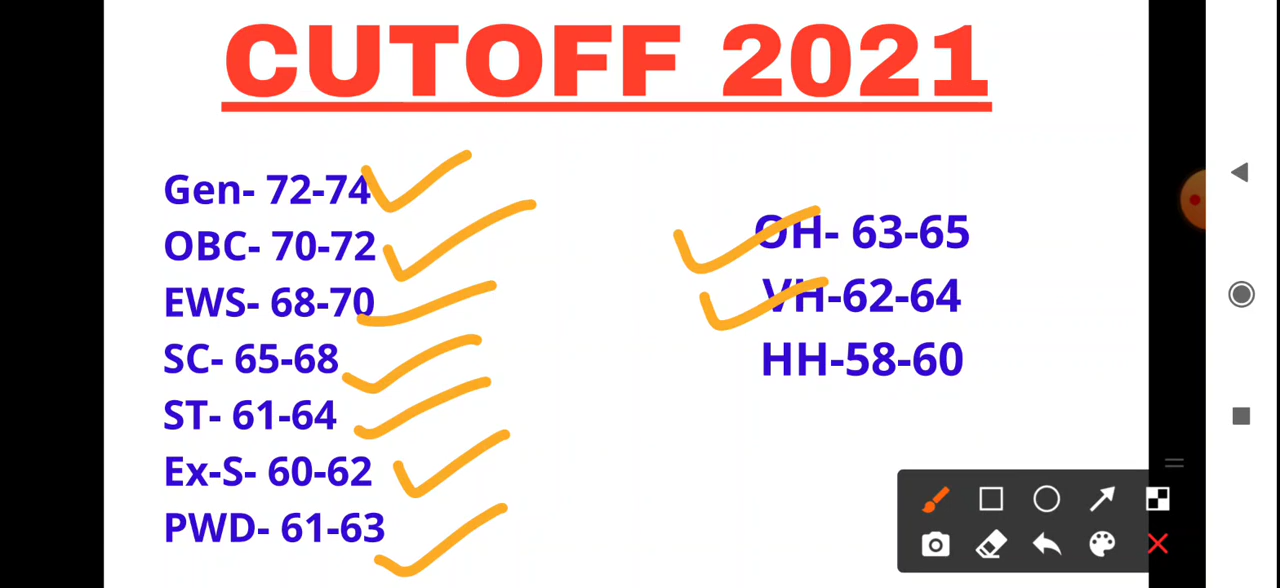 CUTOFF 2021
Gen- 72-74
OBC- 70-72
EWS- 68-70
SC- 65-68
ST- 61-64
Ex-S- 60-62
PWD- 61-63
OH- 63-65
VH-62-64
HH-58-60